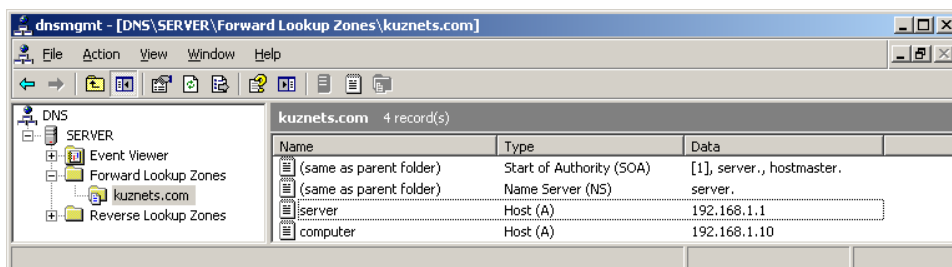 dnsmgmt - [DNS\SERVER\Forward Lookup Zones\kuznets.com]
File Action View Window Help
DNS
SERVER
Event Viewer
Forward Lookup Zones
kuznets.com
Reverse Lookup Zones
kuznets.com 4 record(s)
Name Type Data
(same as parent folder) Start of Authority (SOA) [1], server., hostmaster.
(same as parent folder) Name Server (NS) server.
server Host (A) 192.168.1.1
computer Host (A) 192.168.1.10